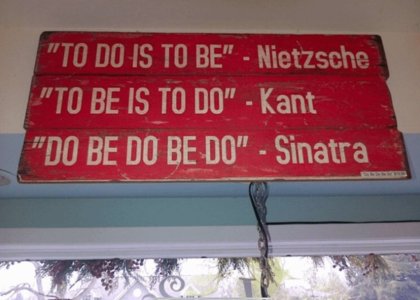 "TO DO IS TO BE" - Nietzsche
"TO BE IS TO DO" - Kant
"DO BE DO BE DO" - Sinatra